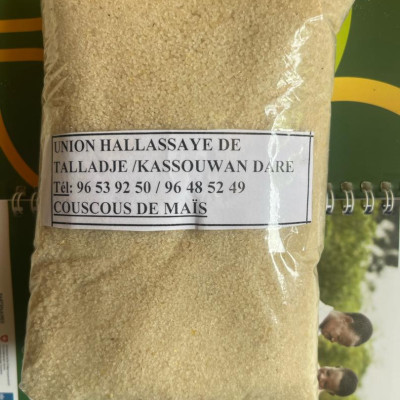 UNION HALLASSAYE DE
TALLADJE /KASSOUWAN DARE
Tél: 96 53 92 50 / 96 48 52 49
COUSCOUS DE MAÏS